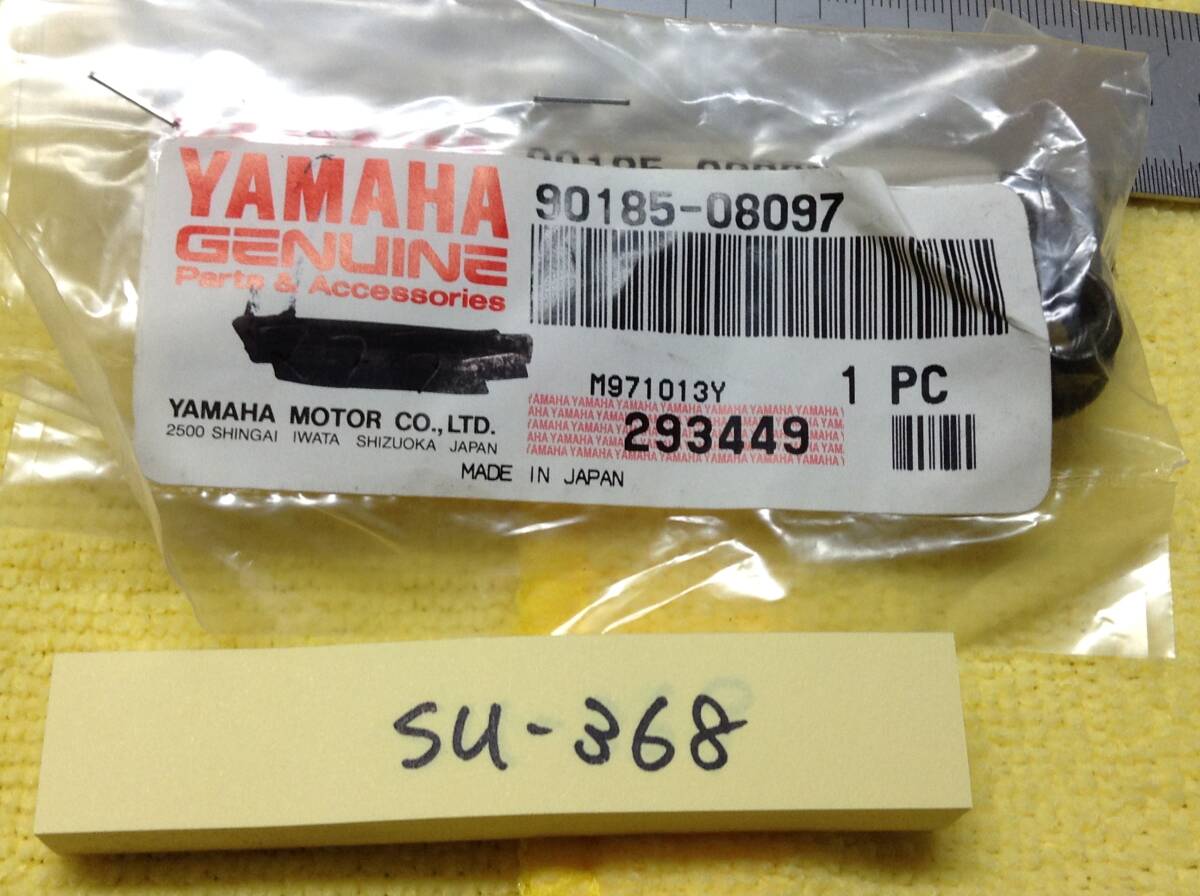 YAMAHA
GENUINE
Parts & Accessories
90185-08097
M971013Y
1 PC
293449
YAMAHA MOTOR CO.,LTD.
2500 SHINGAI IWATA SHIZUOKA JAPAN
MADE IN JAPAN
SU-368